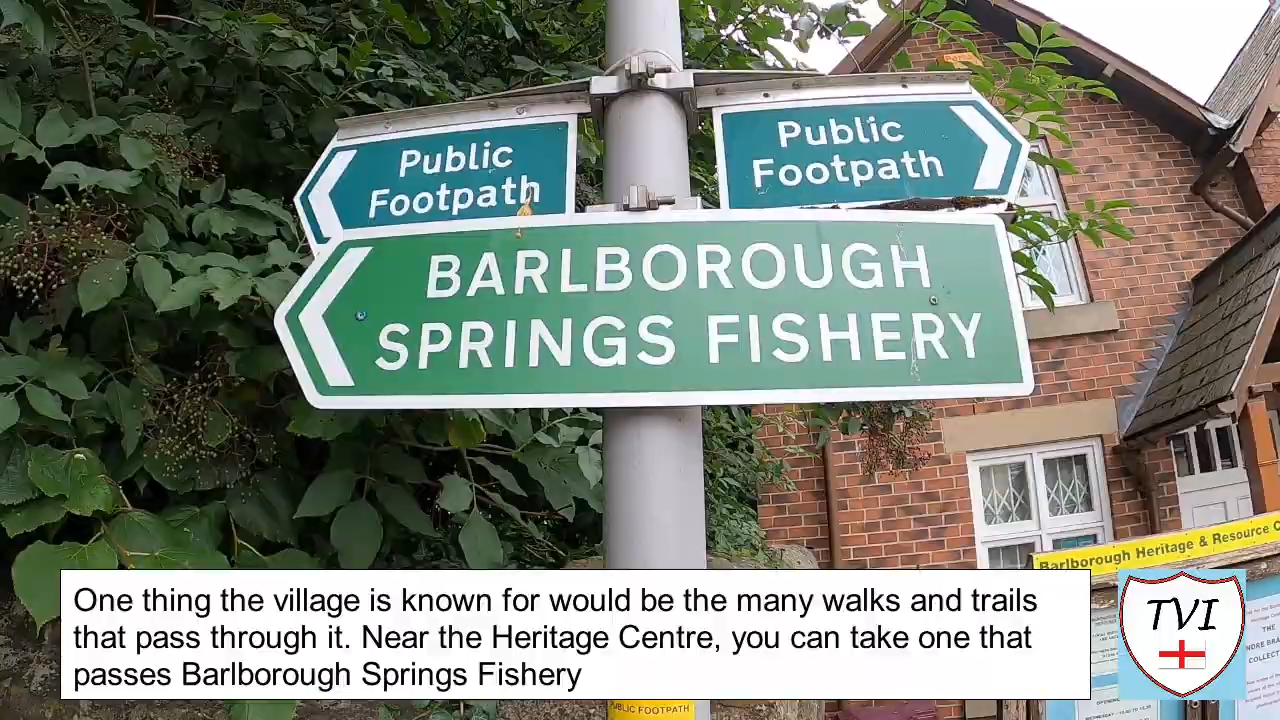 Public
Footpath
Public
Footpath
BARLBOROUGH
SPRINGS FISHERY
Barlborough Heritage & Resource C
One thing the village is known for would be the many walks and trails
that pass through it. Near the Heritage Centre, you can take one that
passes Barlborough Springs Fishery
TVI
THE
COLLECT
PUBLIC FOOTPATH